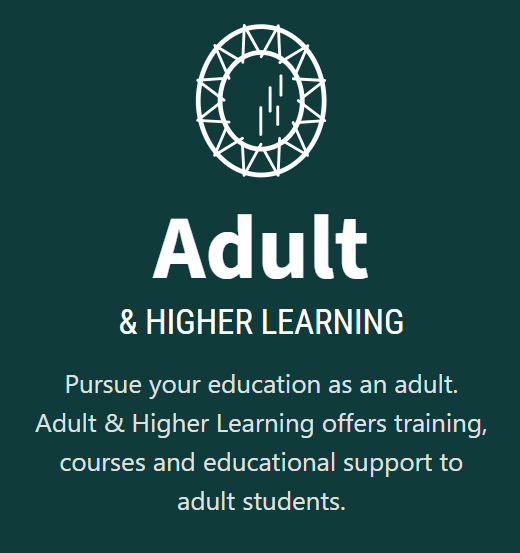 Adult
& HIGHER LEARNING
Pursue your education as an adult.
Adult & Higher Learning offers training,
courses and educational support to
adult students.